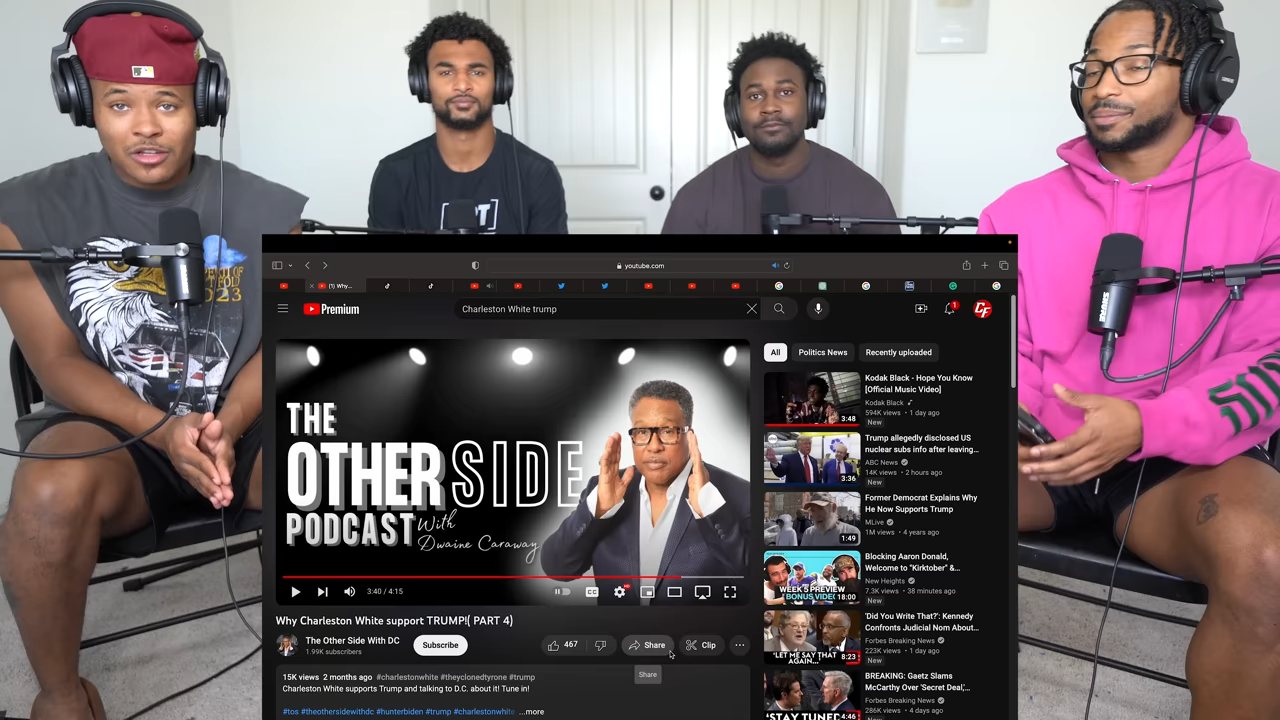 youtube.com
(1) Why...
Premium
Charleston White trump
1
CF
THE
OTHER SIDE
PODCAST With
Dwaine Caraway
3:40 / 4:15
CC
HD
Why Charleston White support TRUMP!( PART 4)
The Other Side With DC
1.99K subscribers
Subscribe
467
Share
Clip
Share
15K views 2 months ago #charlestonwhite #theyclonedtyrone #trump
Charleston White supports Trump and talking to D.C. about it! Tune in!
#tos #theothersidewithdc #hunterbiden #trump #charlestonwhite ...more
All
Politics News
Recently uploaded
Kodak Black - Hope You Know
[Official Music Video]
Kodak Black
594K views • 1 day ago
New
3:48
Trump allegedly disclosed US
nuclear subs info after leaving...
ABC News
14K views • 2 hours ago
New
3:36
Former Democrat Explains Why
He Now Supports Trump
MLive
1M views • 4 years ago
1:49
Blocking Aaron Donald,
Welcome to "Kirktober" &...
New Heights
7.3K views • 38 minutes ago
New
WEEK 5 PREVIEW
BONUS VIDEO
18:00
'Did You Write That?': Kennedy
Confronts Judicial Nom About...
Forbes Breaking News
223K views • 1 day ago
New
'LET ME SAY THAT
AGAIN...'
8:23
BREAKING: Gaetz Slams
McCarthy Over 'Secret Deal,'...
Forbes Breaking News
286K views • 4 days ago
New
'STAY TUNED'
4:46
2023
SHURE